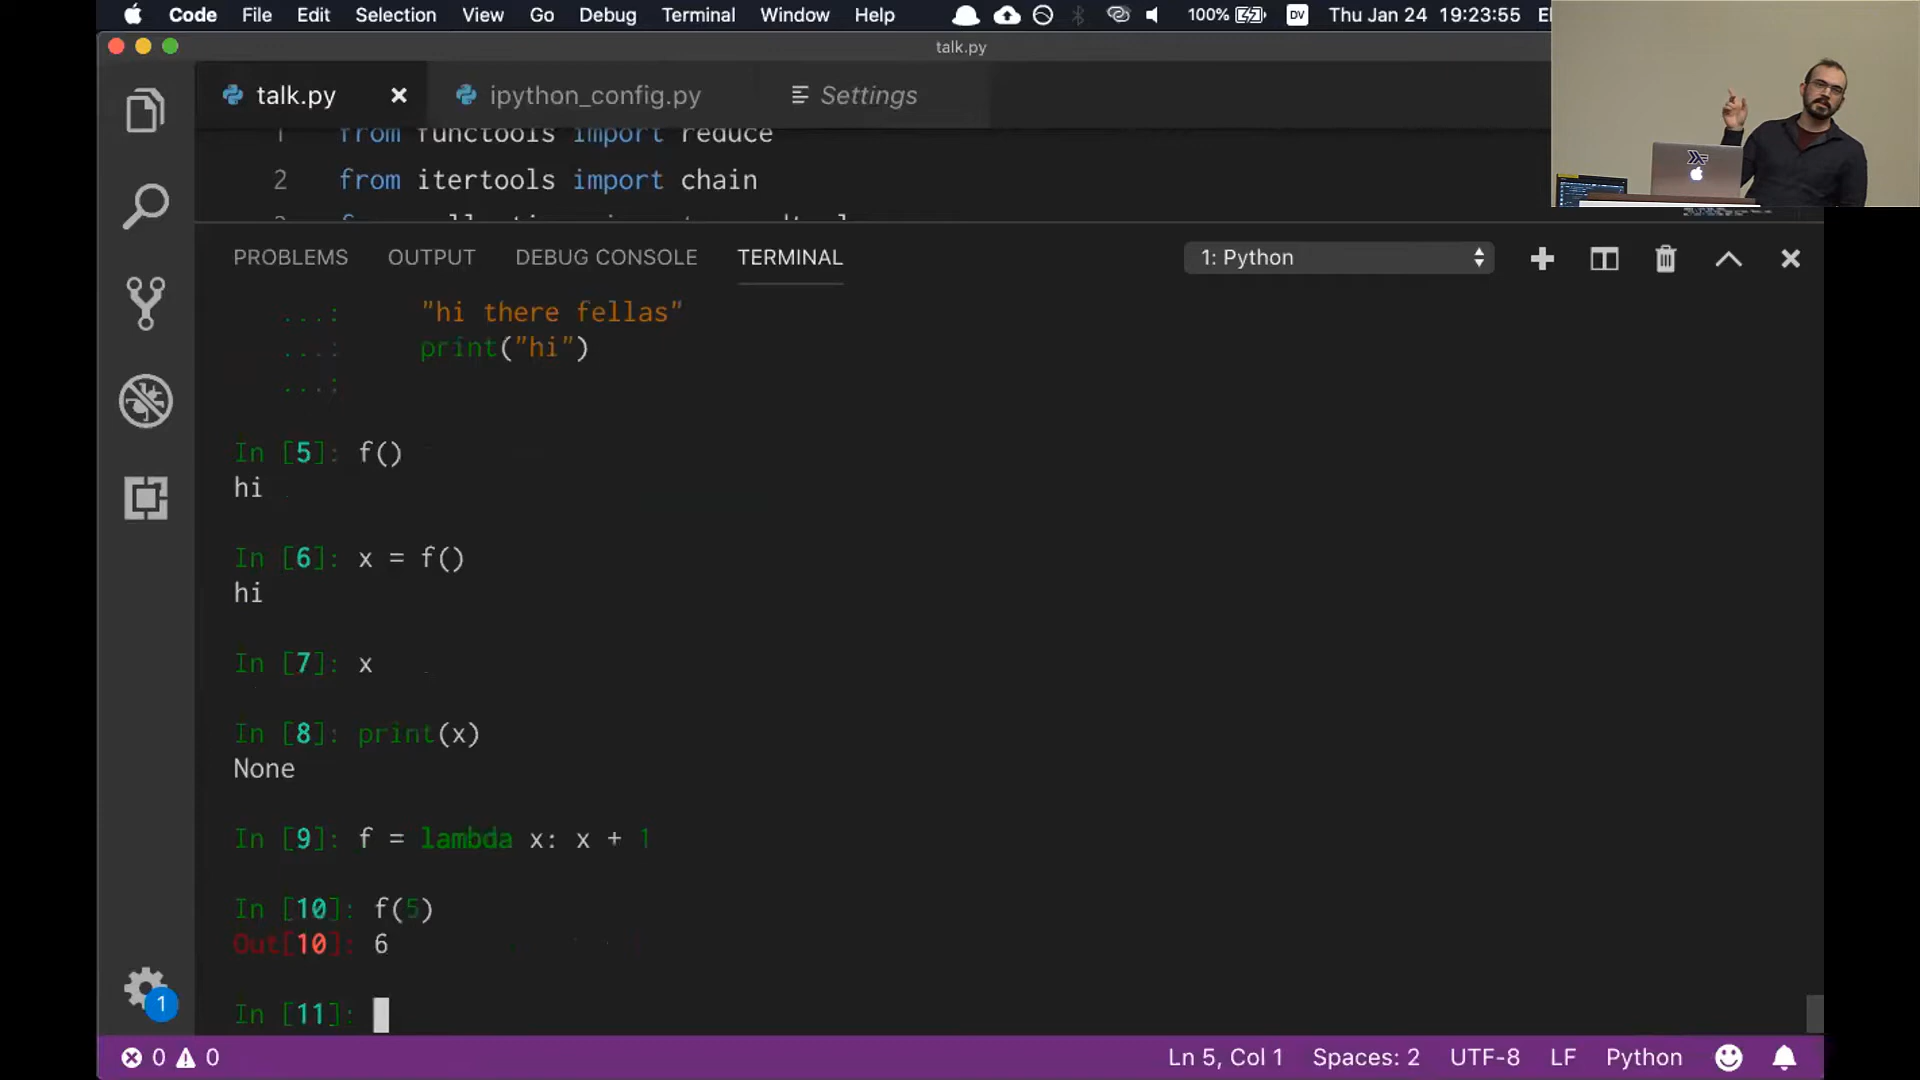 Code File Edit Selection View Go Debug Terminal Window Help 100% DV Thu Jan 24 19:23:55
talk.py
talk.py ipython_config.py Settings
1 from functools import reduce
2 from itertools import chain
PROBLEMS OUTPUT DEBUG CONSOLE TERMINAL 1: Python
...: "hi there fellas"
...: print("hi")
...:
In [5]: f()
hi
In [6]: x = f()
hi
In [7]: x
In [8]: print(x)
None
In [9]: f = lambda x: x + 1
In [10]: f(5)
Out[10]: 6
In [11]:
1
0 0 Ln 5, Col 1 Spaces: 2 UTF-8 LF Python